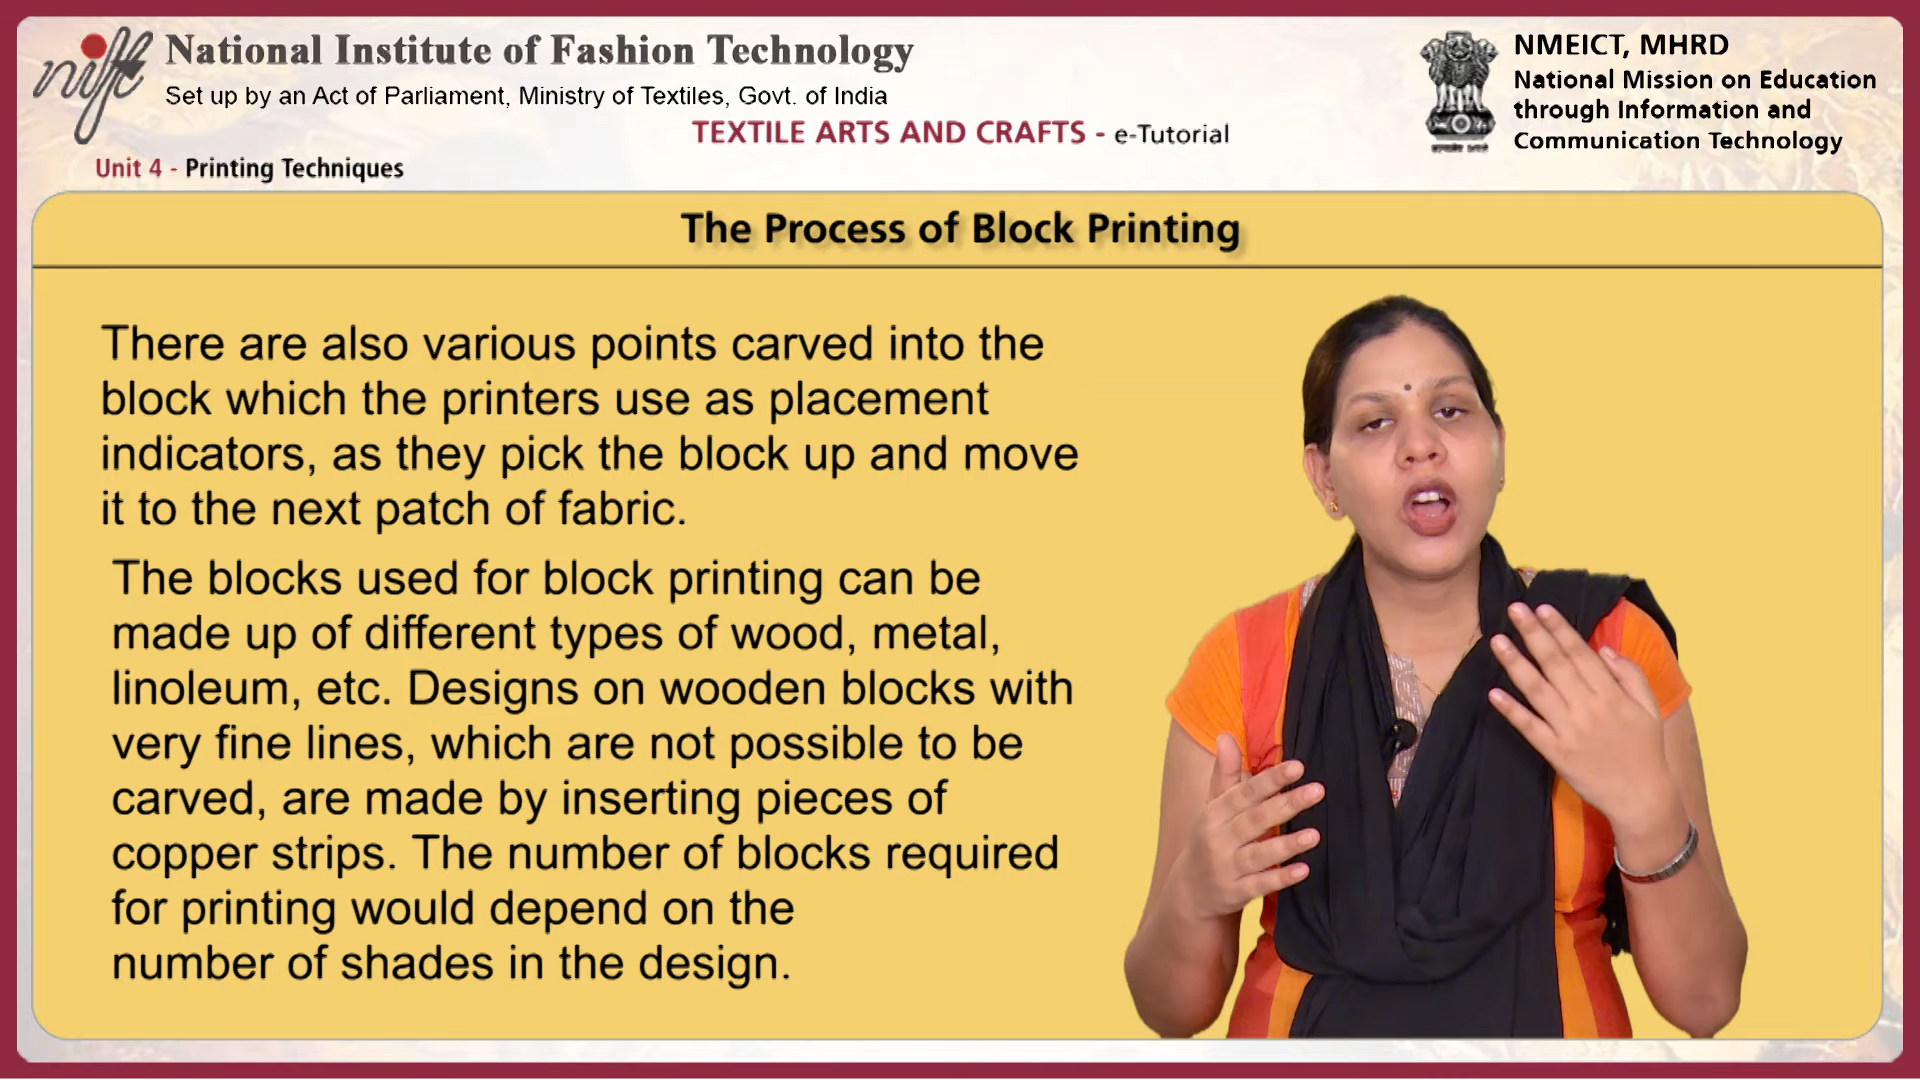 nift
National Institute of Fashion Technology
Set up by an Act of Parliament, Ministry of Textiles, Govt. of India
TEXTILE ARTS AND CRAFTS - e-Tutorial
NMEICT, MHRD
National Mission on Education
through Information and
Communication Technology
Unit 4 - Printing Techniques
The Process of Block Printing
There are also various points carved into the
block which the printers use as placement
indicators, as they pick the block up and move
it to the next patch of fabric.
The blocks used for block printing can be
made up of different types of wood, metal,
linoleum, etc. Designs on wooden blocks with
very fine lines, which are not possible to be
carved, are made by inserting pieces of
copper strips. The number of blocks required
for printing would depend on the
number of shades in the design.